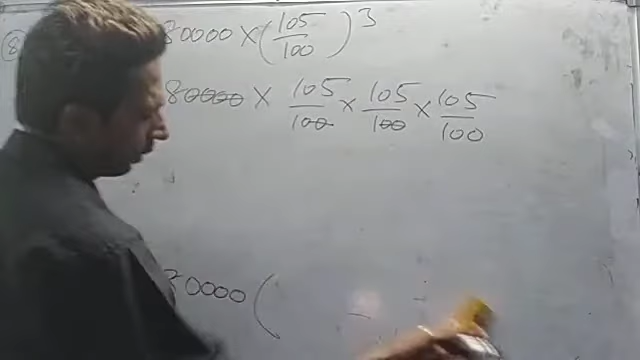 8
80000 × (105/100)^3
80000 × 105/100 × 105/100 × 105/100
80000 (